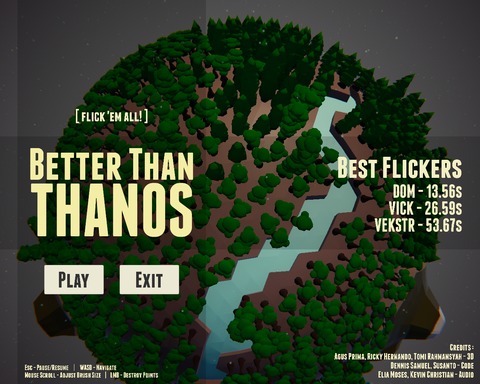 [ FLICK 'EM ALL! ]
BETTER THAN
THANOS
PLAY
EXIT
BEST FLICKERS
DOM - 13.56s
VICK - 26.59s
VEKSTR - 53.67s
ESC - PAUSE/RESUME | WASD - NAVIGATE
MOUSE SCROLL - ADJUST BRUSH SIZE | LMB - DESTROY POINTS
CREDITS :
AGUS PRIMA, RICKY HERNANDO, TOMI RAHMANSYAH - 3D
DENNIS SAMUEL, SUSANTO - CODE
ELIA MOSES, KEVIN CHRISTIAN - AUDIO